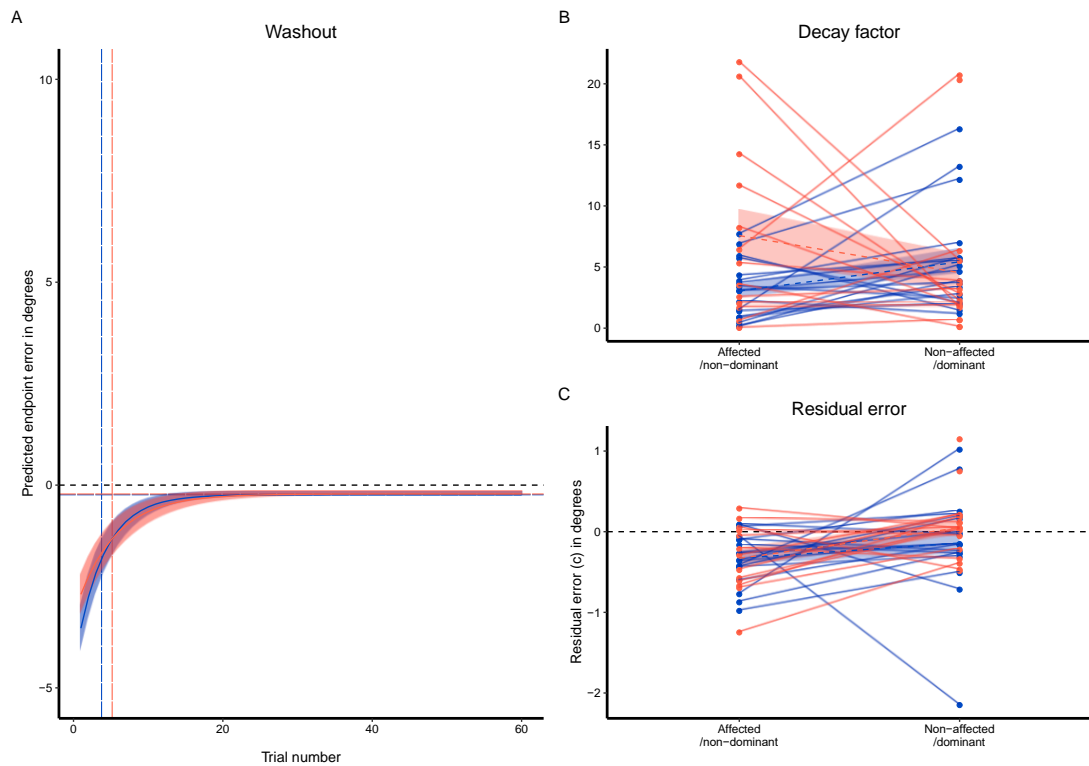 A
Washout
Predicted endpoint error in degrees
10
5
0
−5
0
20
40
60
Trial number
B
Decay factor
20
15
10
5
0
Affected
/non−dominant
Non−affected
/dominant
C
Residual error
Residual error (c) in degrees
1
0
−1
−2
Affected
/non−dominant
Non−affected
/dominant